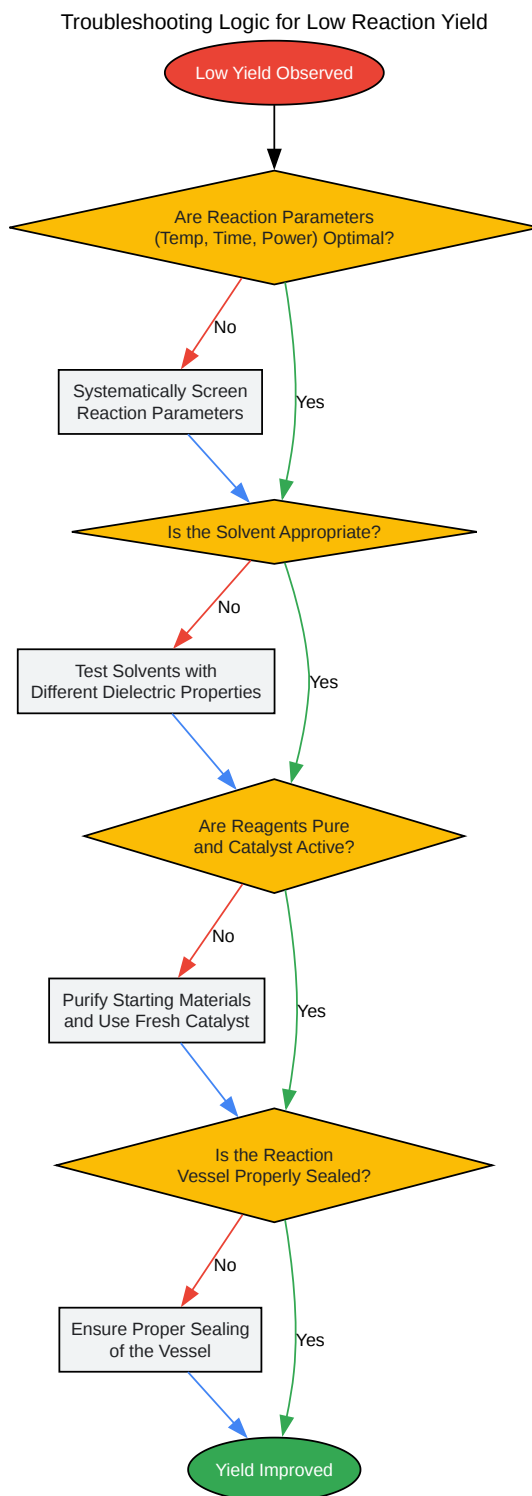 Troubleshooting Logic for Low Reaction Yield
Low Yield Observed
Are Reaction Parameters
(Temp, Time, Power) Optimal?
No
Systematically Screen
Reaction Parameters
Yes
Is the Solvent Appropriate?
No
Test Solvents with
Different Dielectric Properties
Yes
Are Reagents Pure
and Catalyst Active?
No
Purify Starting Materials
and Use Fresh Catalyst
Yes
Is the Reaction
Vessel Properly Sealed?
No
Ensure Proper Sealing
of the Vessel
Yes
Yield Improved